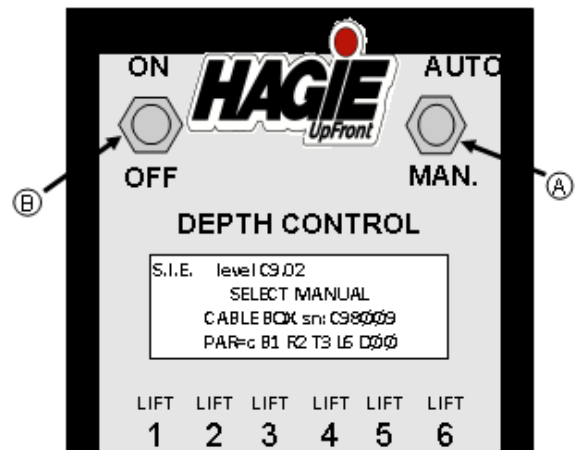 ON HAGIE AUTO
UpFront
OFF MAN.
B A
DEPTH CONTROL
S.I.E. level C9.02
SELECT MANUAL
CABLE BOX sn: C98ØØ9
PAR=c B1 R2 T3 L6 DØØ
LIFT LIFT LIFT LIFT LIFT LIFT
1 2 3 4 5 6